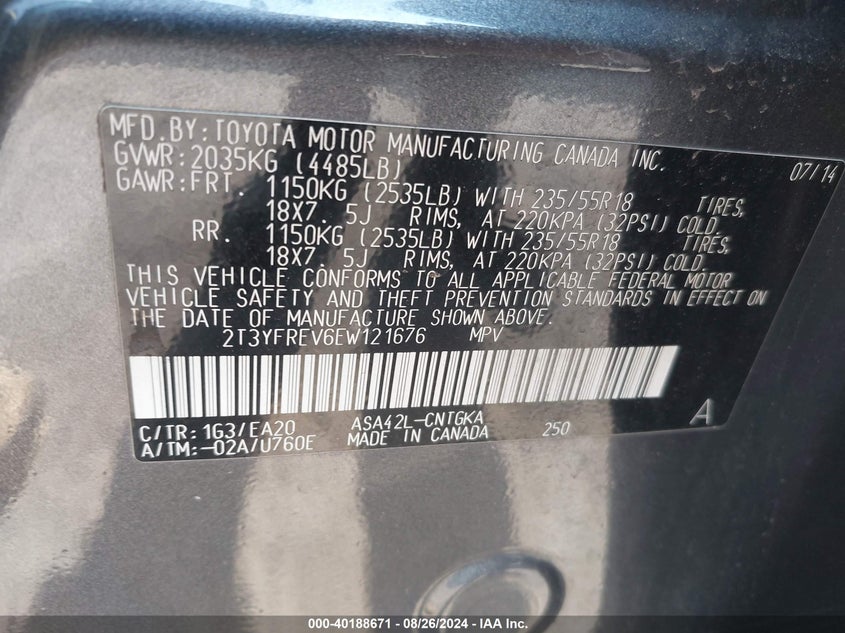 MFD.BY:TOYOTA MOTOR MANUFACTURING CANADA INC. 07/14
GVWR:2035KG (4485LB)
GAWR:FRT. 1150KG (2535LB) WITH 235/55R18 TIRES,
18X7. 5J RIMS, AT 220KPA (32PSI) COLD.
RR. 1150KG (2535LB) WITH 235/55R18 TIRES,
18X7. 5J RIMS, AT 220KPA (32PSI) COLD.
THIS VEHICLE CONFORMS TO ALL APPLICABLE FEDERAL MOTOR
VEHICLE SAFETY AND THEFT PREVENTION STANDARDS IN EFFECT ON
THE DATE OF MANUFACTURE SHOWN ABOVE.
2T3YFREV6EW121676 MPV
C/TR:1G3/EA20 ASA42L-CNTGKA 250 A
A/TM:-02A/U760E MADE IN CANADA
000-40188671 - 08/26/2024 - IAA Inc.